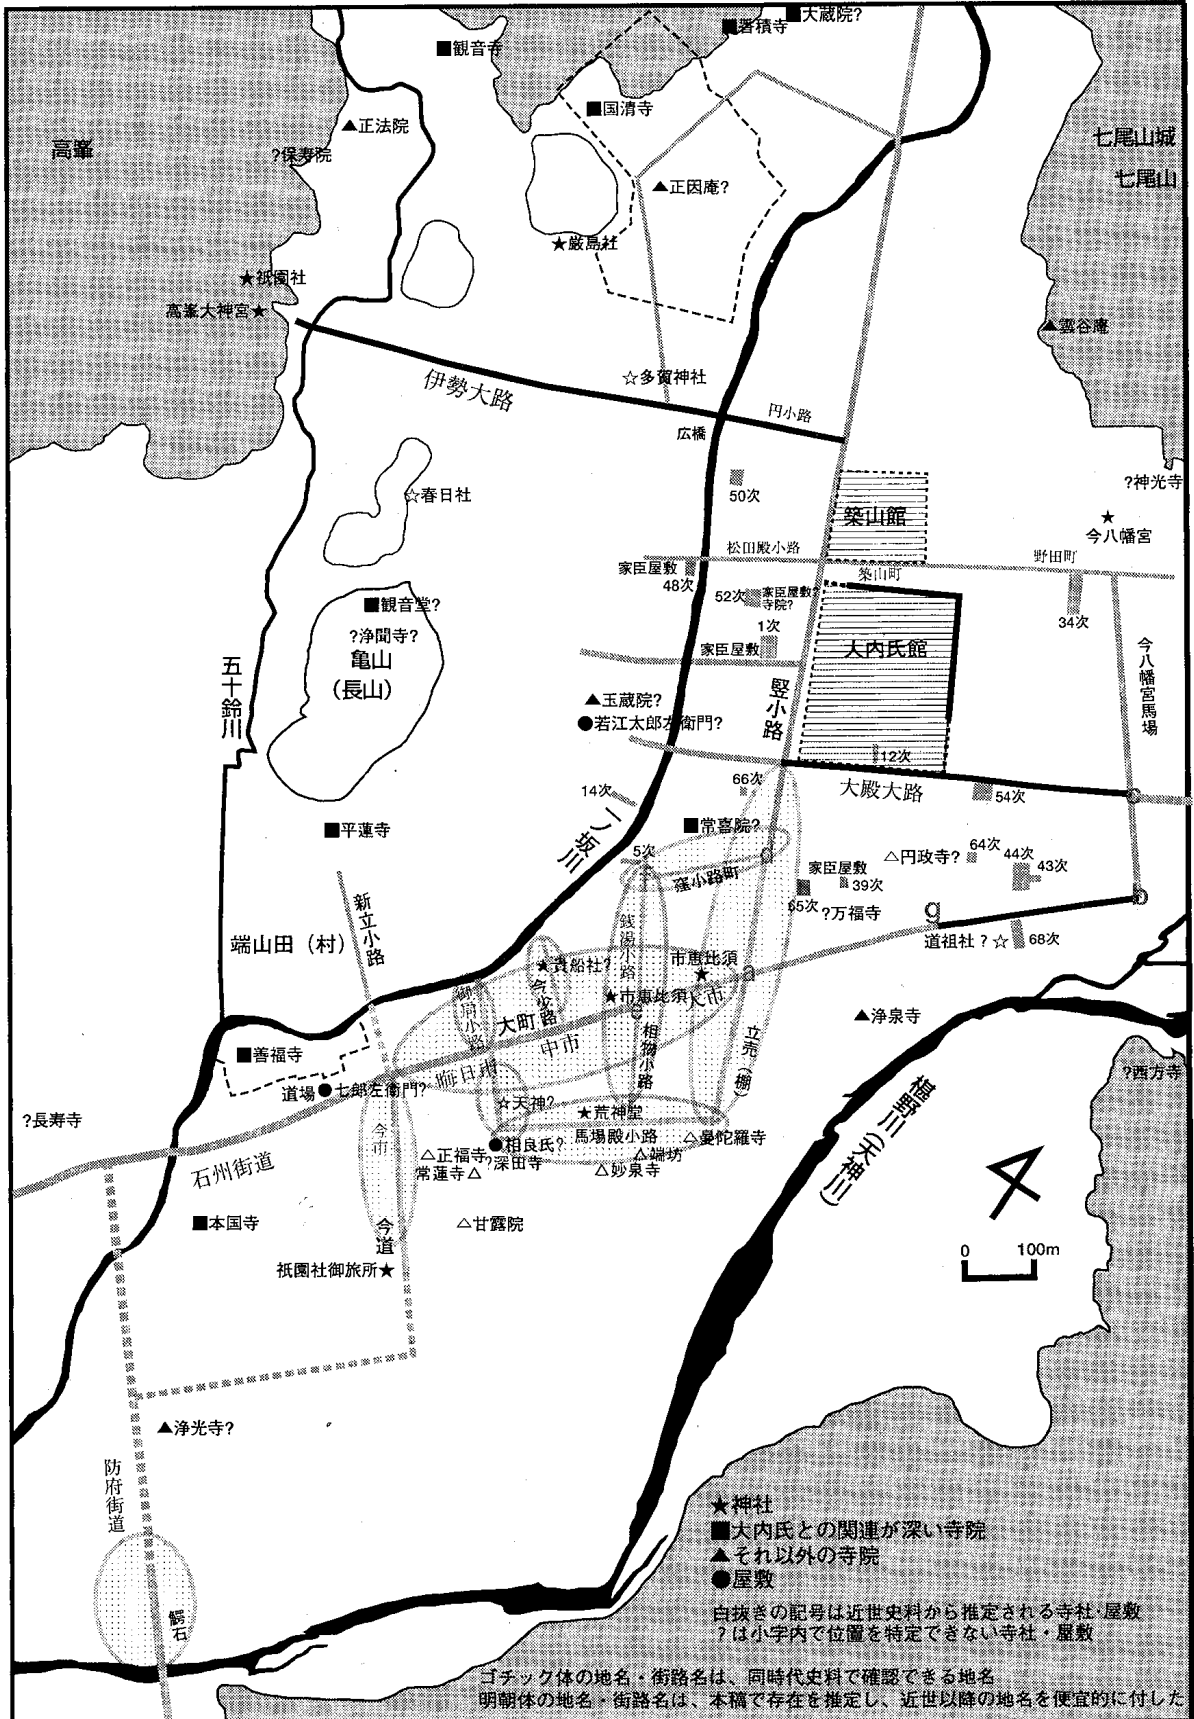 ■大蔵院?
■香積寺
■観音寺
■国清寺
▲正法院
高峯
?保寿院
七尾山城
七尾山
▲正因庵?
★厳島社
★祇園社
高峯大神宮★
▲雲谷庵
☆多賀神社
伊勢大路
円小路
広橋
☆春日社
50次
?神光寺
築山館
★
今八幡宮
松田殿小路
野田町
家臣屋敷
48次
築山町
52次
家臣屋敷?
寺院?
34次
■観音堂?
1次
?浄聞寺?
亀山
(長山)
家臣屋敷
大内氏館
今八幡宮馬場
五十鈴川
竪小路
▲玉蔵院?
●若江太郎左衛門?
12次
66次
大殿大路
54次
14次
■常喜院?
■平蓮寺
一ノ坂川
5次
d
64次
△円政寺?
44次
43次
窪小路町
家臣屋敷
39次
65次
?万福寺
g
新立小路
銭湯小路
道祖社?☆
68次
端山田(村)
市恵比須
★
★貴船社?
a
今小路
★市恵比須
大市
御局小路
大町
中市
相物小路
立売(棚)
▲浄泉寺
■善福寺
晦日市
?西方寺
道場●七郎左衛門?
☆天神?
★荒神堂
椹野川(天神川)
?長寿寺
今市
馬場殿小路
△曼陀羅寺
●相良氏?
△正福寺
?深田寺
△端坊
常蓮寺△
△妙泉寺
石州街道
■本国寺
△甘露院
今道
0 100m
祇園社御旅所★
▲浄光寺?
防府街道
★神社
■大内氏との関連が深い寺院
▲それ以外の寺院
●屋敷
白抜きの記号は近世史料から推定される寺社・屋敷
?は小字内で位置を特定できない寺社・屋敷
鰐石
ゴチック体の地名・街路名は、同時代史料で確認できる地名
明朝体の地名・街路名は、本稿で存在を推定し、近世以降の地名を便宜的に付した